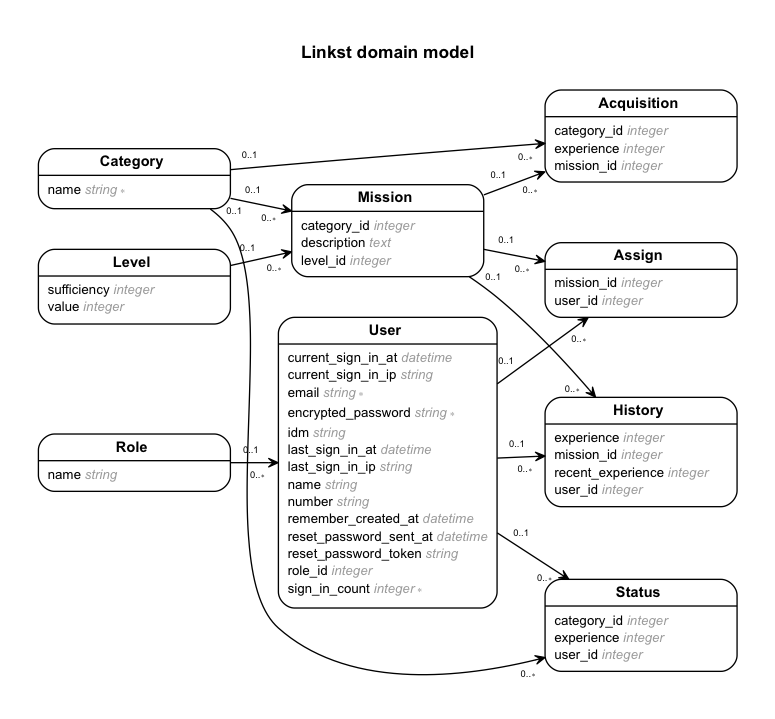 Linkst domain model
Category
name string *
Level
sufficiency integer
value integer
Role
name string
Mission
category_id integer
description text
level_id integer
User
current_sign_in_at datetime
current_sign_in_ip string
email string *
encrypted_password string *
idm string
last_sign_in_at datetime
last_sign_in_ip string
name string
number string
remember_created_at datetime
reset_password_sent_at datetime
reset_password_token string
role_id integer
sign_in_count integer *
Acquisition
category_id integer
experience integer
mission_id integer
Assign
mission_id integer
user_id integer
History
experience integer
mission_id integer
recent_experience integer
user_id integer
Status
category_id integer
experience integer
user_id integer
0..1
0..*
0..1
0..*
0..1
0..*
0..1
0..*
0..1
0..*
0..1
0..*
0..1
0..*
0..1
0..*
0..1
0..*
0..1
0..*
0..1
0..*